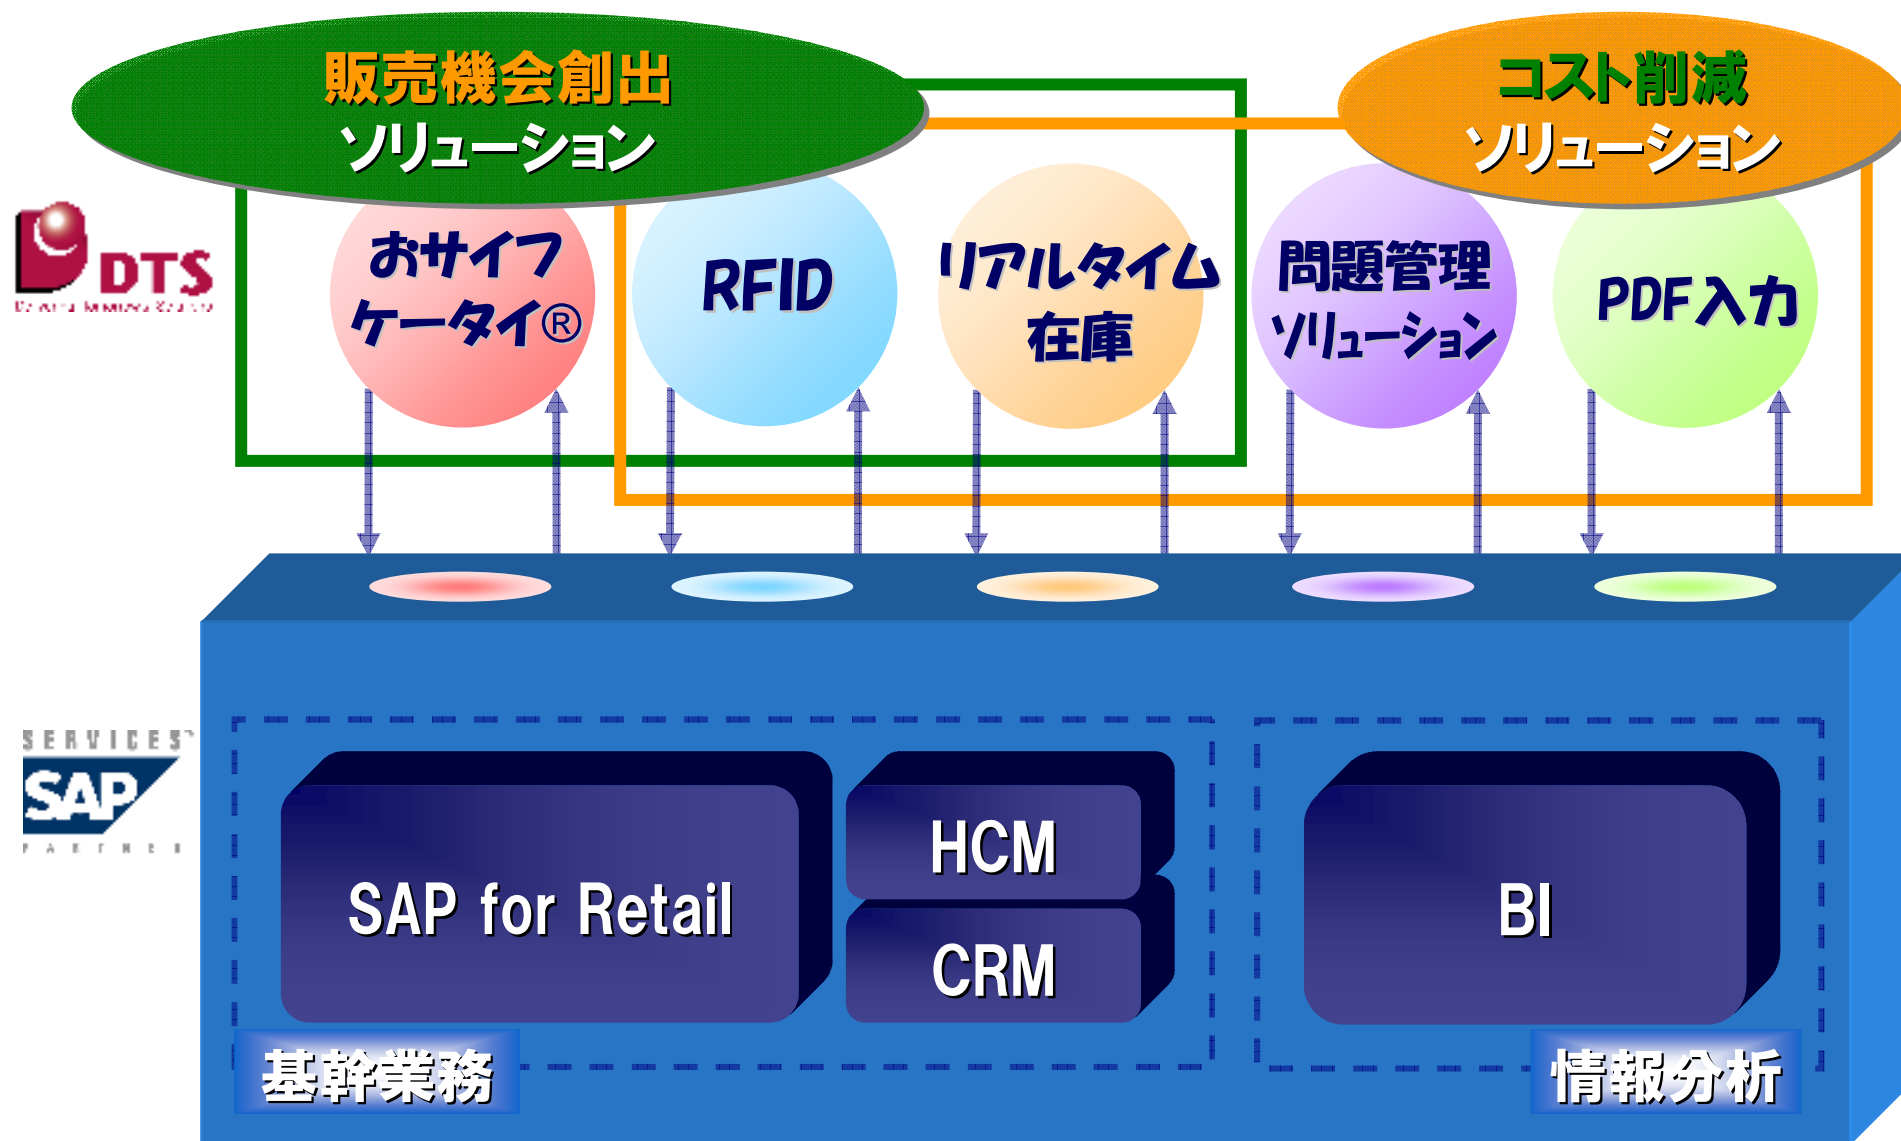 販売機会創出
ソリューション
コスト削減
ソリューション
DTS
おサイフ
ケータイ®
RFID
リアルタイム
在庫
問題管理
ソリューション
PDF入力
SERVICES™
SAP
PARTNER
SAP for Retail
HCM
CRM
BI
基幹業務
情報分析